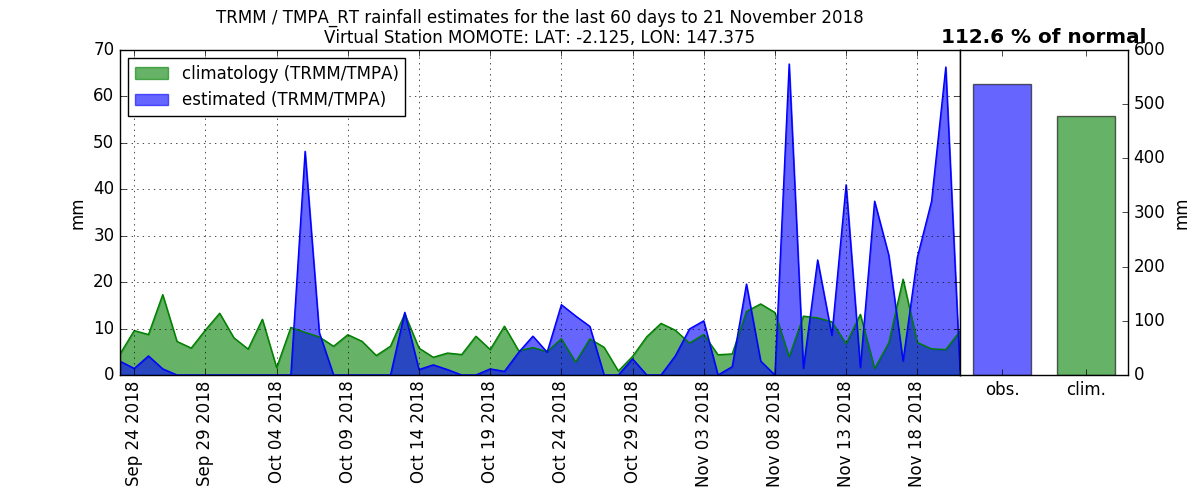 TRMM / TMPA_RT rainfall estimates for the last 60 days to 21 November 2018
Virtual Station MOMOTE: LAT: -2.125, LON: 147.375
112.6 % of normal
climatology (TRMM/TMPA)
estimated (TRMM/TMPA)
70
60
50
40
30
20
10
0
mm
Sep 24 2018
Sep 29 2018
Oct 04 2018
Oct 09 2018
Oct 14 2018
Oct 19 2018
Oct 24 2018
Oct 29 2018
Nov 03 2018
Nov 08 2018
Nov 13 2018
Nov 18 2018
600
500
400
300
200
100
0
mm
obs.
clim.